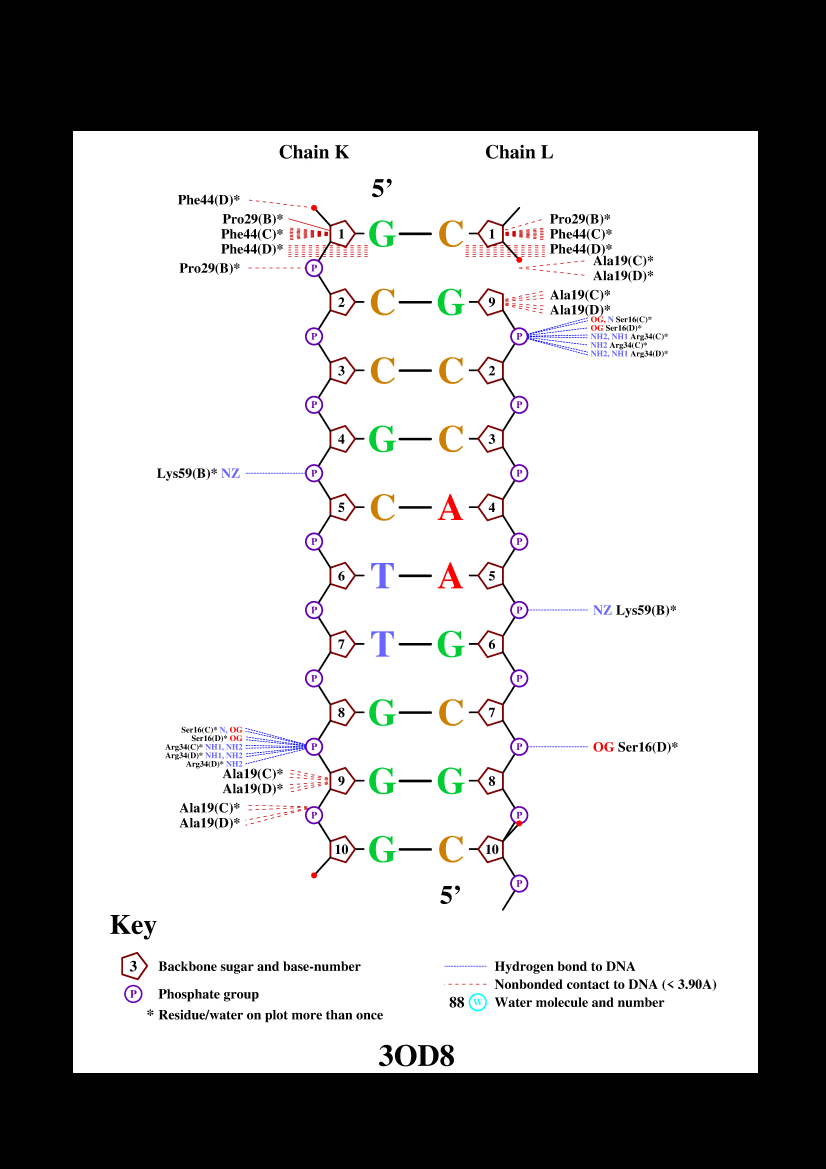 Chain K Chain L
5’
Phe44(D)*
Pro29(B)* Pro29(B)*
Phe44(C)* 1 G C 1 Phe44(C)*
Phe44(D)* Phe44(D)*
Ala19(C)*
Pro29(B)* P
Ala19(D)*
Ala19(C)*
2 C G 9
Ala19(D)*
OG, N Ser16(C)*
OG Ser16(D)*
P P NH2, NH1 Arg34(C)*
NH2 Arg34(C)*
NH2, NH1 Arg34(D)*
3 C C 2
P P
4 G C 3
Lys59(B)* NZ P P
5 C A 4
P P
6 T A 5
P P NZ Lys59(B)*
7 T G 6
P P
8 G C 7
Ser16(C)* N, OG
Ser16(D)* OG
Arg34(C)* NH1, NH2 P P OG Ser16(D)*
Arg34(D)* NH1, NH2
Arg34(D)* NH2
Ala19(C)*
9 G G 8
Ala19(D)*
Ala19(C)*
P P
Ala19(D)*
10 G C 10
P
5’
Key
3 Backbone sugar and base-number
Hydrogen bond to DNA
Nonbonded contact to DNA (< 3.90A)
P Phosphate group
88 W Water molecule and number
* Residue/water on plot more than once
3OD8